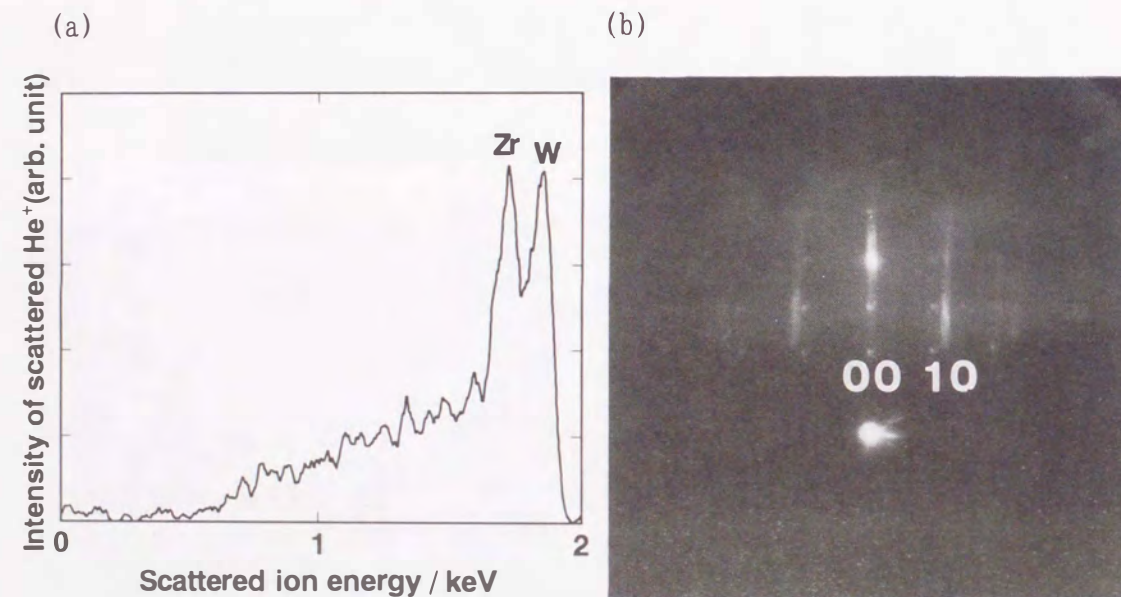 (a)
(b)
Intensity of scattered He⁺(arb. unit)
Zr W
0 1 2
Scattered ion energy / keV
00 10